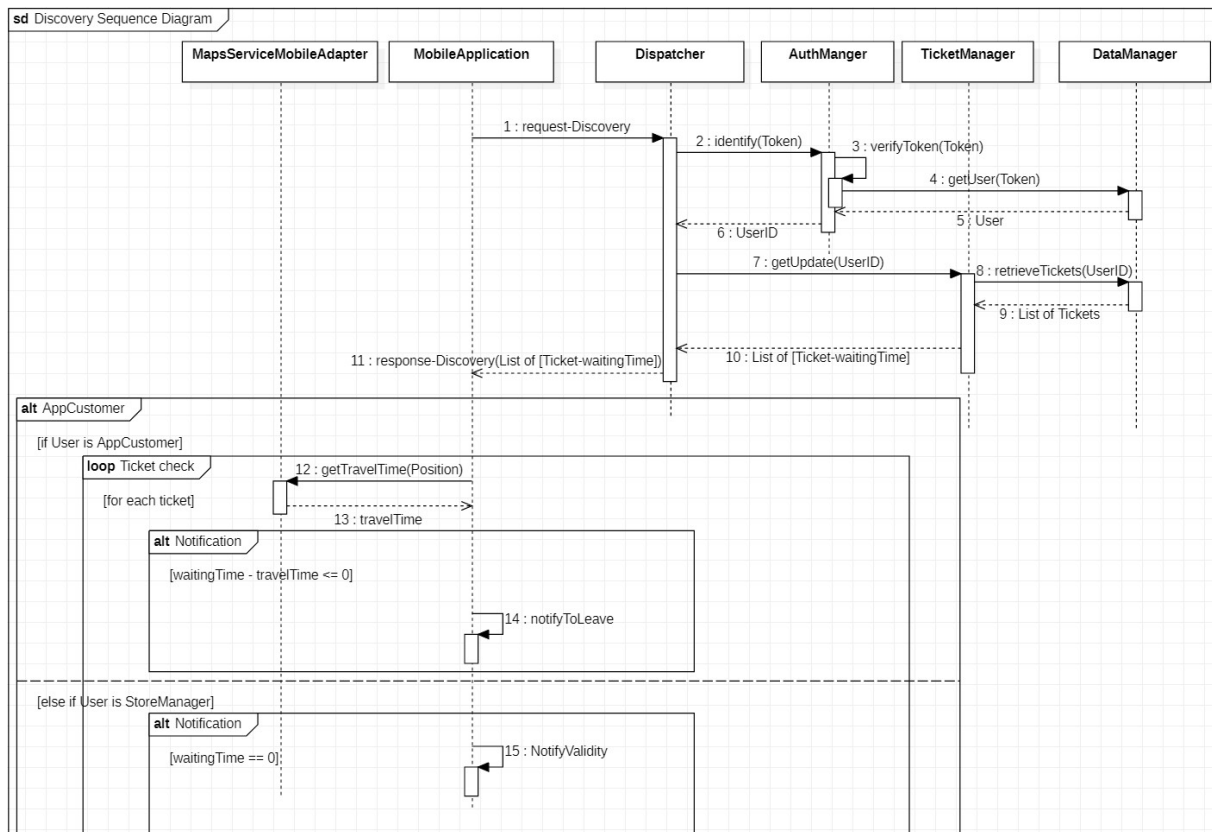 sd Discovery Sequence Diagram
MapsServiceMobileAdapter
MobileApplication
Dispatcher
AuthManger
TicketManager
DataManager
1 : request-Discovery
2 : identify(Token)
3 : verifyToken(Token)
4 : getUser(Token)
5 : User
6 : UserID
7 : getUpdate(UserID)
8 : retrieveTickets(UserID)
9 : List of Tickets
10 : List of [Ticket-waitingTime]
11 : response-Discovery(List of [Ticket-waitingTime])
alt AppCustomer
[if User is AppCustomer]
loop Ticket check
12 : getTravelTime(Position)
[for each ticket]
13 : travelTime
alt Notification
[waitingTime - travelTime <= 0]
14 : notifyToLeave
[else if User is StoreManager]
alt Notification
15 : NotifyValidity
[waitingTime == 0]